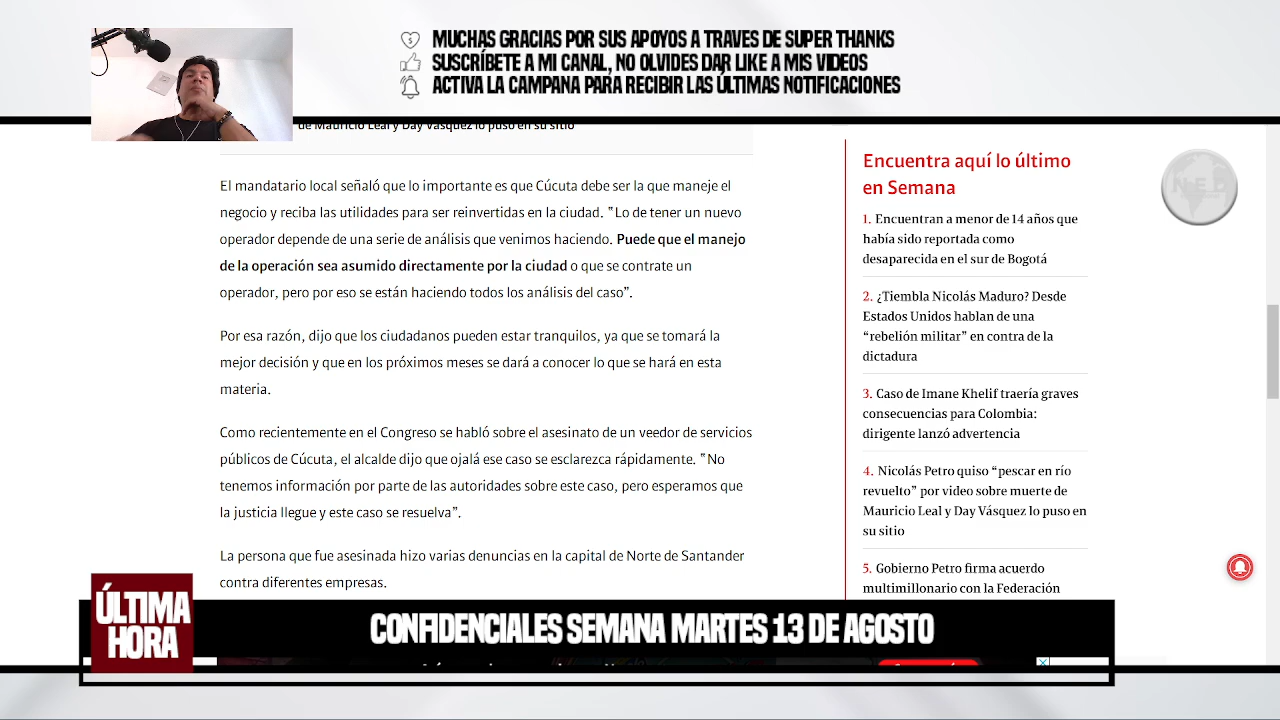 MUCHAS GRACIAS POR SUS APOYOS A TRAVES DE SUPER THANKS
SUSCRÍBETE A MI CANAL, NO OLVIDES DAR LIKE A MIS VIDEOS
ACTIVA LA CAMPANA PARA RECIBIR LAS ÚLTIMAS NOTIFICACIONES
de Mauricio Leal y Day Vásquez lo puso en su sitio
El mandatario local señaló que lo importante es que Cúcuta debe ser la que maneje el
negocio y reciba las utilidades para ser reinvertidas en la ciudad. “Lo de tener un nuevo
operador depende de una serie de análisis que venimos haciendo. Puede que el manejo
de la operación sea asumido directamente por la ciudad o que se contrate un
operador, pero por eso se están haciendo todos los análisis del caso”.
Por esa razón, dijo que los ciudadanos pueden estar tranquilos, ya que se tomará la
mejor decisión y que en los próximos meses se dará a conocer lo que se hará en esta
materia.
Como recientemente en el Congreso se habló sobre el asesinato de un veedor de servicios
públicos de Cúcuta, el alcalde dijo que ojalá ese caso se esclarezca rápidamente. “No
tenemos información por parte de las autoridades sobre este caso, pero esperamos que
la justicia llegue y este caso se resuelva”.
La persona que fue asesinada hizo varias denuncias en la capital de Norte de Santander
contra diferentes empresas.
Encuentra aquí lo último
en Semana
1. Encuentran a menor de 14 años que
había sido reportada como
desaparecida en el sur de Bogotá
2. ¿Tiembla Nicolás Maduro? Desde
Estados Unidos hablan de una
“rebelión militar” en contra de la
dictadura
3. Caso de Imane Khelif traería graves
consecuencias para Colombia:
dirigente lanzó advertencia
4. Nicolás Petro quiso “pescar en río
revuelto” por video sobre muerte de
Mauricio Leal y Day Vásquez lo puso en
su sitio
5. Gobierno Petro firma acuerdo
multimillonario con la Federación
ÚLTIMA
HORA
CONFIDENCIALES SEMANA MARTES 13 DE AGOSTO